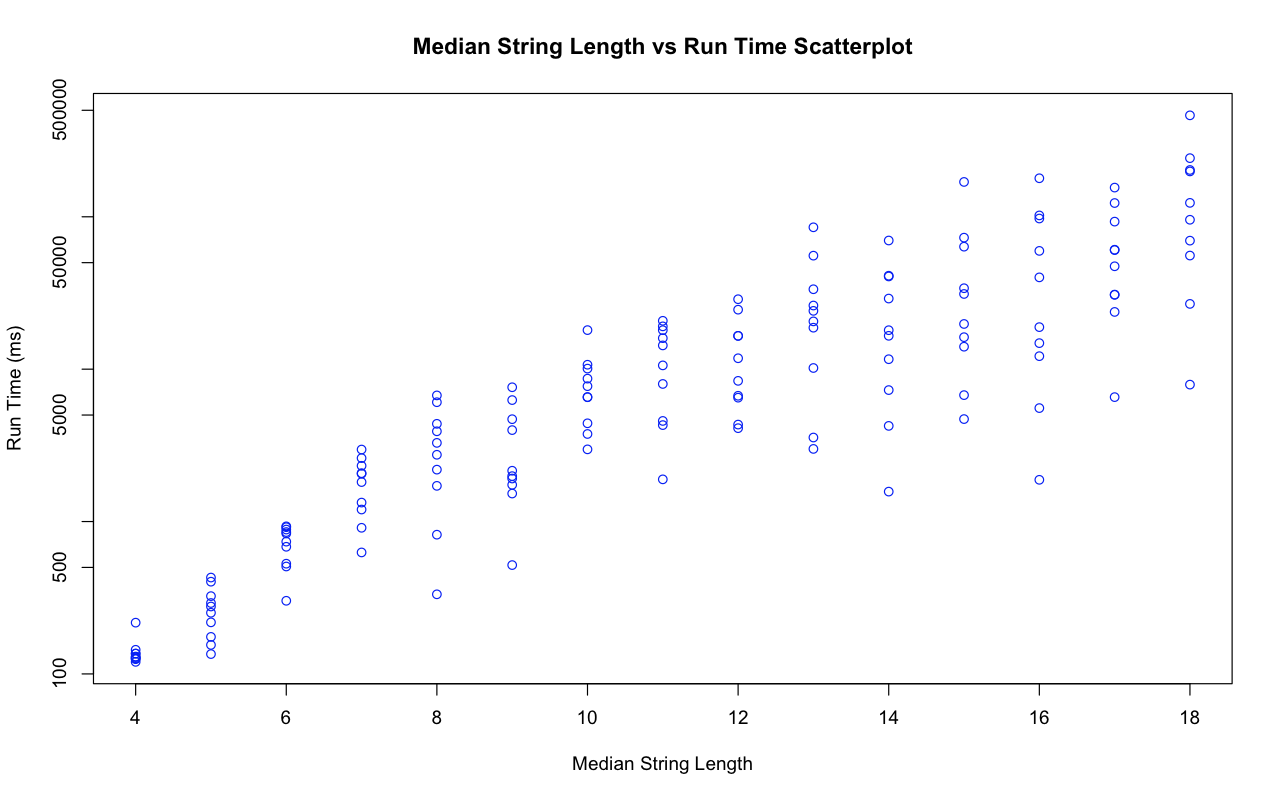 Median String Length vs Run Time Scatterplot
Run Time (ms)
500000
50000
5000
500
100
4 6 8 10 12 14 16 18
Median String Length